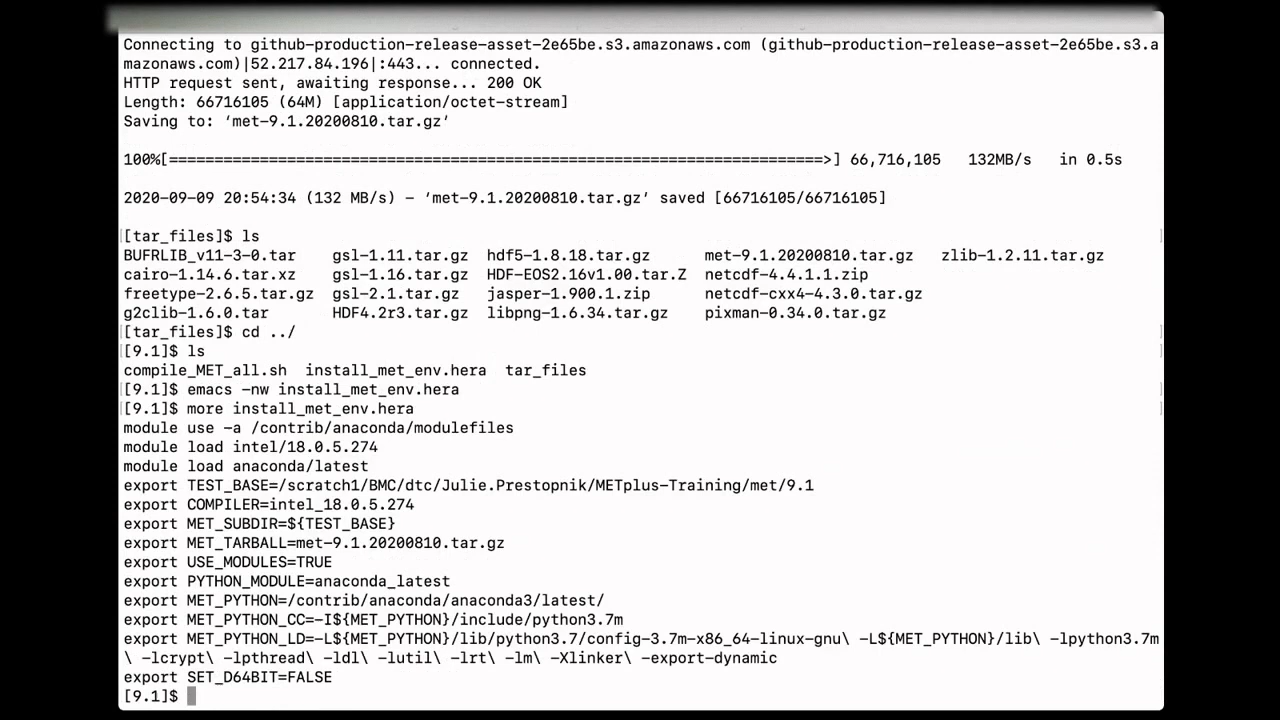 Connecting to github-production-release-asset-2e65be.s3.amazonaws.com (github-production-release-asset-2e65be.s3.a
mazonaws.com)|52.217.84.196|:443... connected.
HTTP request sent, awaiting response... 200 OK
Length: 66716105 (64M) [application/octet-stream]
Saving to: ‘met-9.1.20200810.tar.gz’
100%[========================================================================>] 66,716,105   132MB/s   in 0.5s
2020-09-09 20:54:34 (132 MB/s) - ‘met-9.1.20200810.tar.gz’ saved [66716105/66716105]
[[tar_files]$ ls ]
BUFRLIB_v11-3-0.tar    gsl-1.11.tar.gz  hdf5-1.8.18.tar.gz      met-9.1.20200810.tar.gz   zlib-1.2.11.tar.gz
cairo-1.14.6.tar.xz    gsl-1.16.tar.gz  HDF-EOS2.16v1.00.tar.Z  netcdf-4.4.1.1.zip
freetype-2.6.5.tar.gz  gsl-2.1.tar.gz   jasper-1.900.1.zip      netcdf-cxx4-4.3.0.tar.gz
g2clib-1.6.0.tar       HDF4.2r3.tar.gz  libpng-1.6.34.tar.gz    pixman-0.34.0.tar.gz
[[tar_files]$ cd ../ ]
[[9.1]$ ls ]
compile_MET_all.sh  install_met_env.hera  tar_files
[[9.1]$ emacs -nw install_met_env.hera ]
[[9.1]$ more install_met_env.hera ]
module use -a /contrib/anaconda/modulefiles
module load intel/18.0.5.274
module load anaconda/latest
export TEST_BASE=/scratch1/BMC/dtc/Julie.Prestopnik/METplus-Training/met/9.1
export COMPILER=intel_18.0.5.274
export MET_SUBDIR=${TEST_BASE}
export MET_TARBALL=met-9.1.20200810.tar.gz
export USE_MODULES=TRUE
export PYTHON_MODULE=anaconda_latest
export MET_PYTHON=/contrib/anaconda/anaconda3/latest/
export MET_PYTHON_CC=-I${MET_PYTHON}/include/python3.7m
export MET_PYTHON_LD=-L${MET_PYTHON}/lib/python3.7/config-3.7m-x86_64-linux-gnu\ -L${MET_PYTHON}/lib\ -lpython3.7m
\ -lcrypt\ -lpthread\ -ldl\ -lutil\ -lrt\ -lm\ -Xlinker\ -export-dynamic
export SET_D64BIT=FALSE
[9.1]$